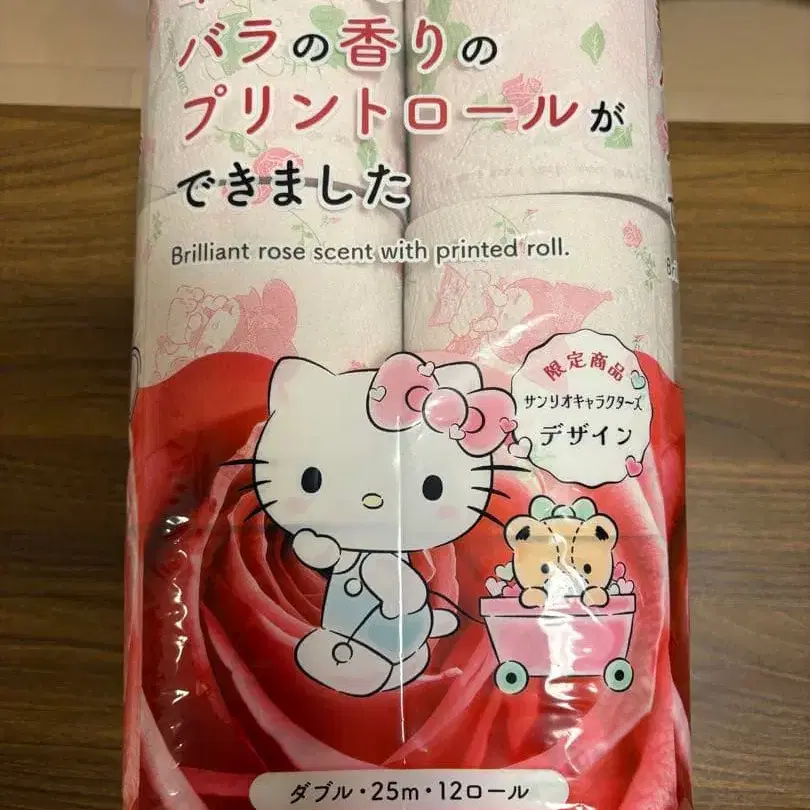 バラの香りの
プリントロールが
できました
Brilliant rose scent with printed roll.
限定商品
サンリオキャラクターズ
デザイン
ダブル・25m・12ロール